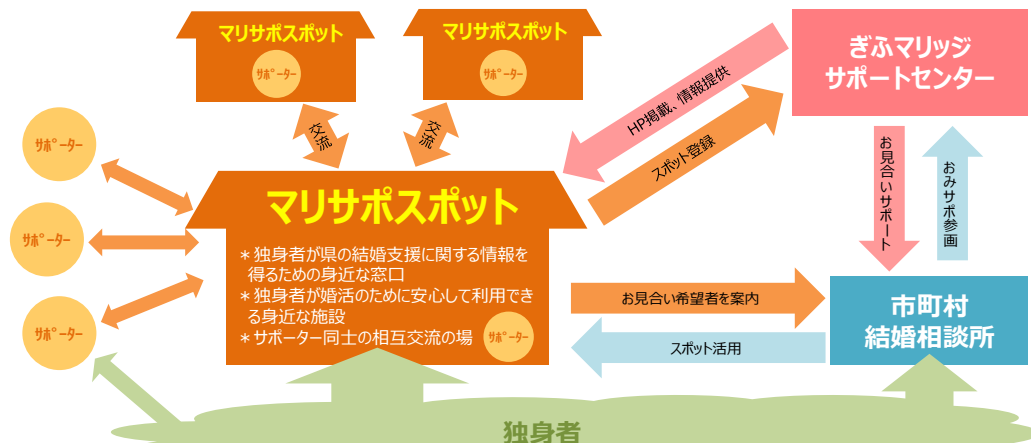 マリサポスポット
サポーター
マリサポスポット
サポーター
ぎふマリッジ
サポートセンター
HP掲載、情報提供
スポット登録
交流
交流
お見合いサポート
おみサポ参画
サポーター
サポーター
サポーター
マリサポスポット
＊独身者が県の結婚支援に関する情報を
得るための身近な窓口
＊独身者が婚活のために安心して利用でき
る身近な施設
＊サポーター同士の相互交流の場
サポーター
お見合い希望者を案内
スポット活用
市町村
結婚相談所
独身者